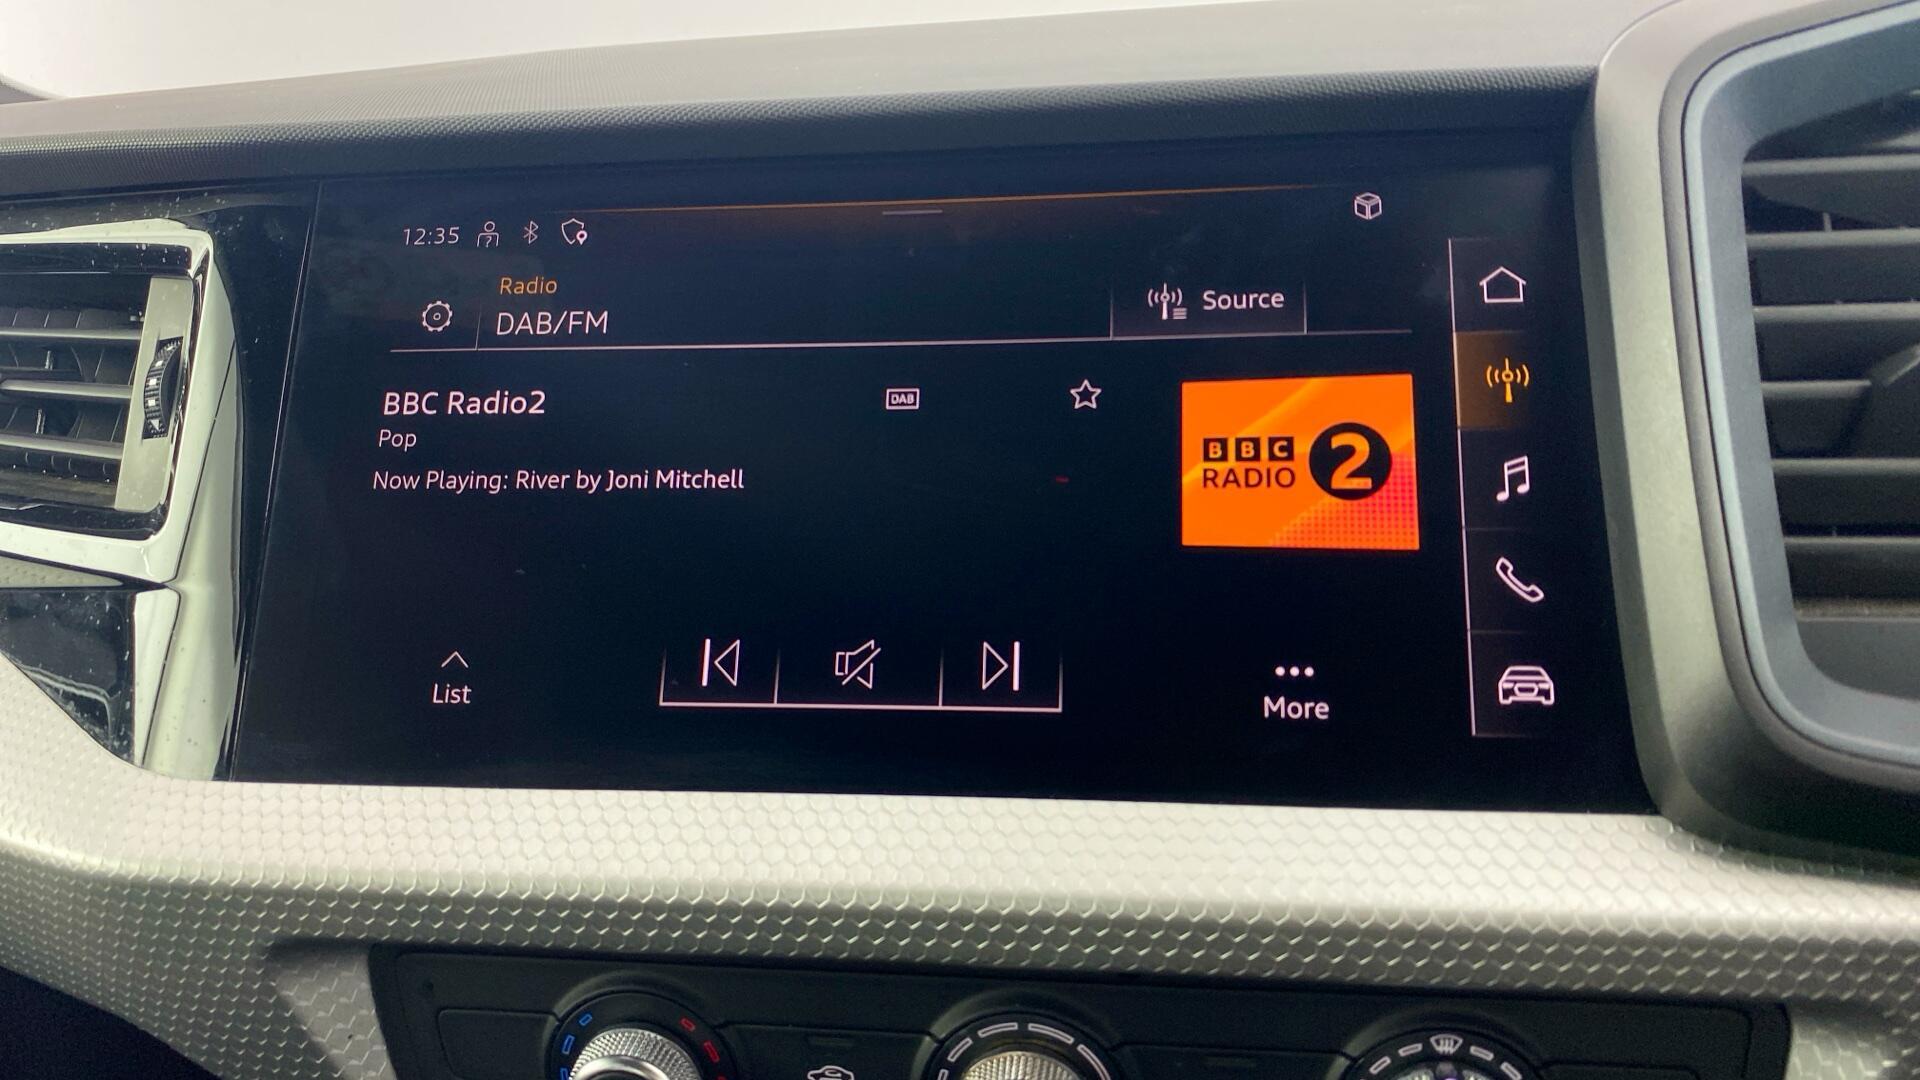 12:35
Radio
DAB/FM
Source
BBC Radio2
DAB
Pop
Now Playing: River by Joni Mitchell
BBC
RADIO 2
List
More